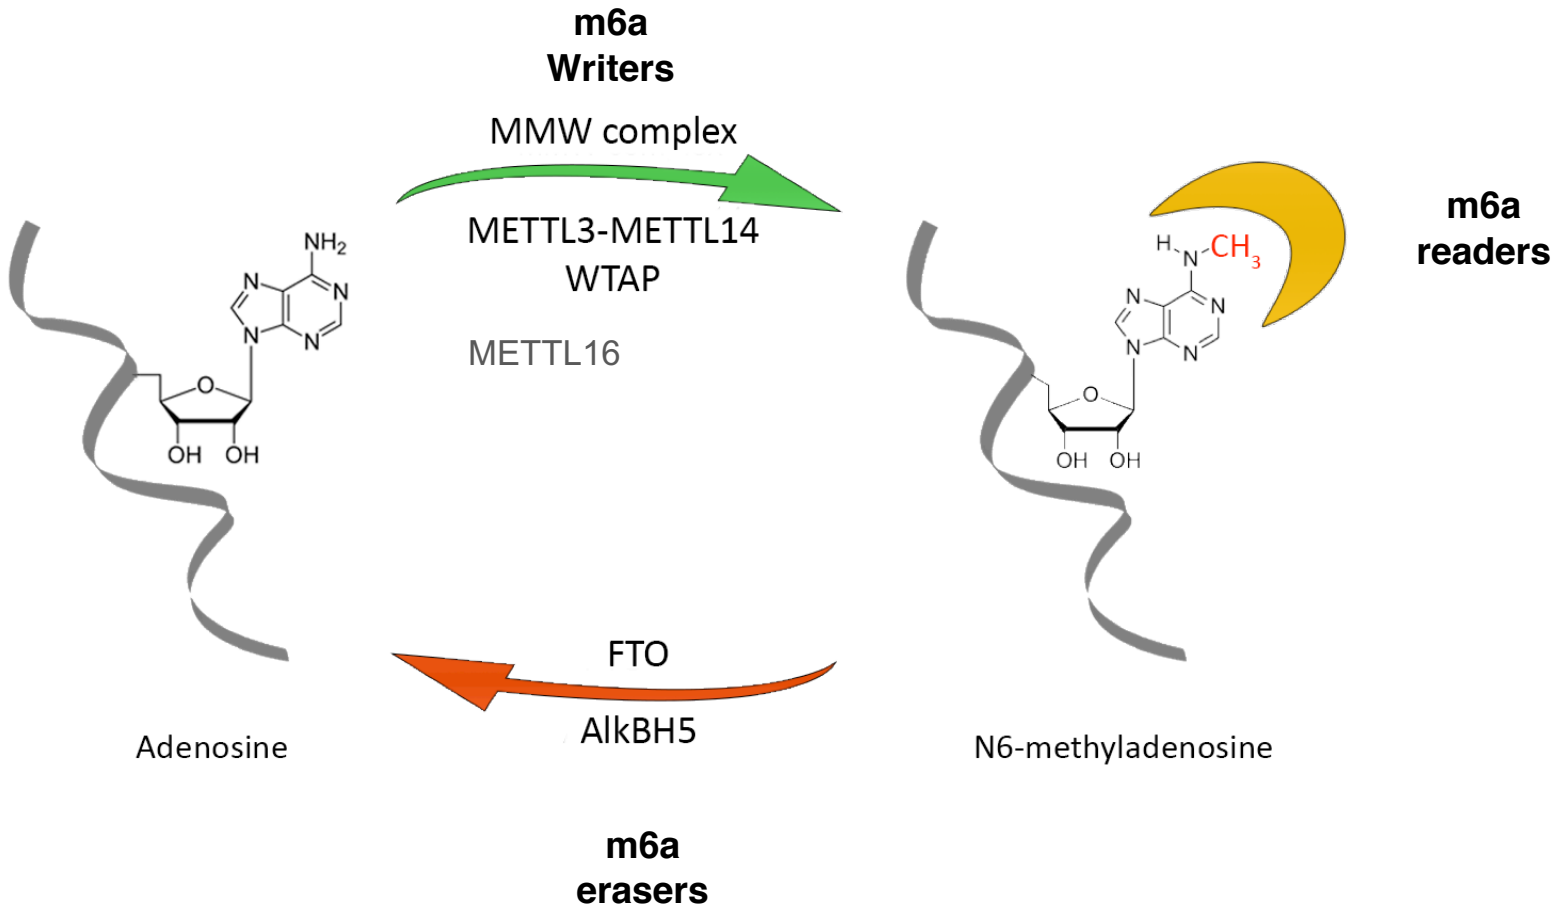 m6a
Writers
MMW complex
METTL3-METTL14
WTAP
METTL16
NH2
N
N
N
N
O
OH
OH
Adenosine
m6a
readers
H
N
CH3
N
N
N
N
O
OH
OH
N6-methyladenosine
FTO
AlkBH5
m6a
erasers